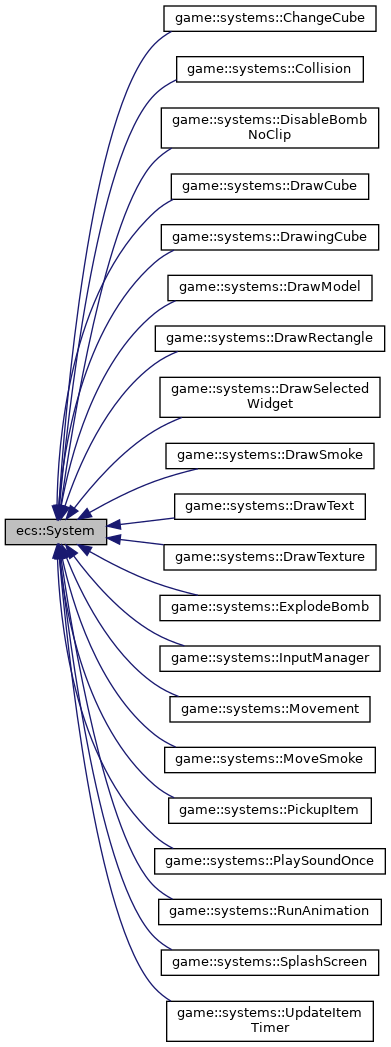 game::systems::ChangeCube
game::systems::Collision
game::systems::DisableBomb
NoClip
game::systems::DrawCube
game::systems::DrawingCube
game::systems::DrawModel
game::systems::DrawRectangle
game::systems::DrawSelected
Widget
game::systems::DrawSmoke
game::systems::DrawText
ecs::System
game::systems::DrawTexture
game::systems::ExplodeBomb
game::systems::InputManager
game::systems::Movement
game::systems::MoveSmoke
game::systems::PickupItem
game::systems::PlaySoundOnce
game::systems::RunAnimation
game::systems::SplashScreen
game::systems::UpdateItem
Timer